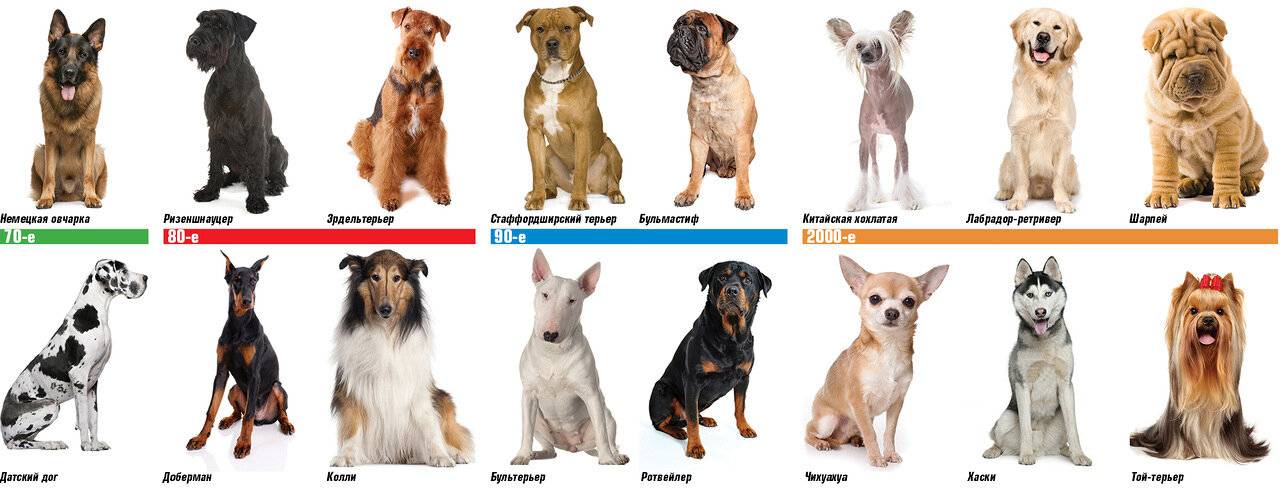 Немецкая овчарка
Ризеншнауцер
Эрдельтерьер
Стаффордширский терьер
Бульмастиф
Китайская хохлатая
Лабрадор-ретривер
Шарпей
70-е
80-е
90-е
2000-е
Датский дог
Доберман
Колли
Бультерьер
Ротвейлер
Чихуахуа
Хаски
Той-терьер